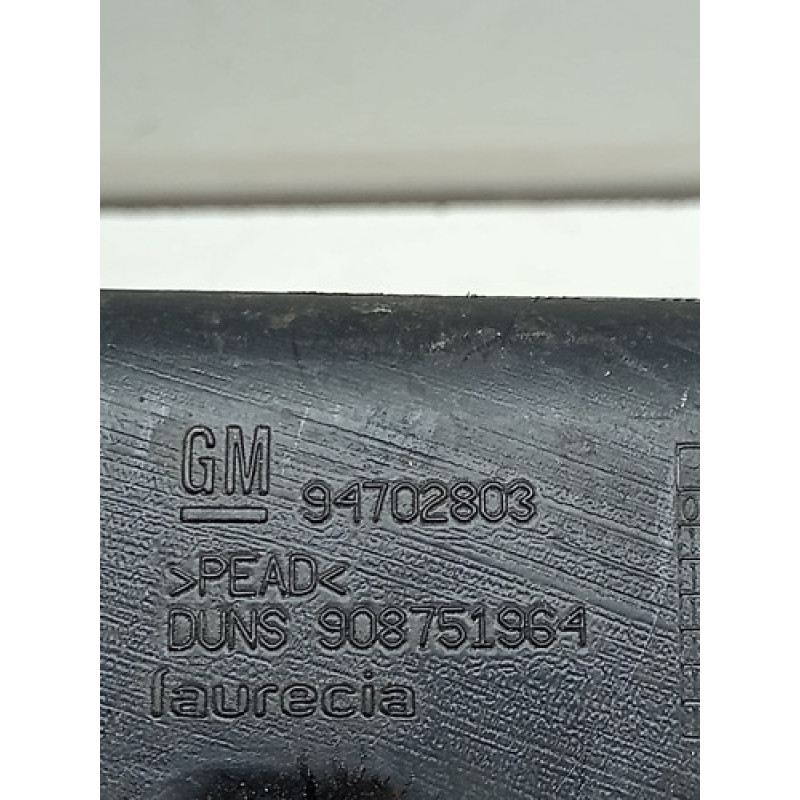 GM 94702803
>PEAD<
DUNS 908751964
faurecia